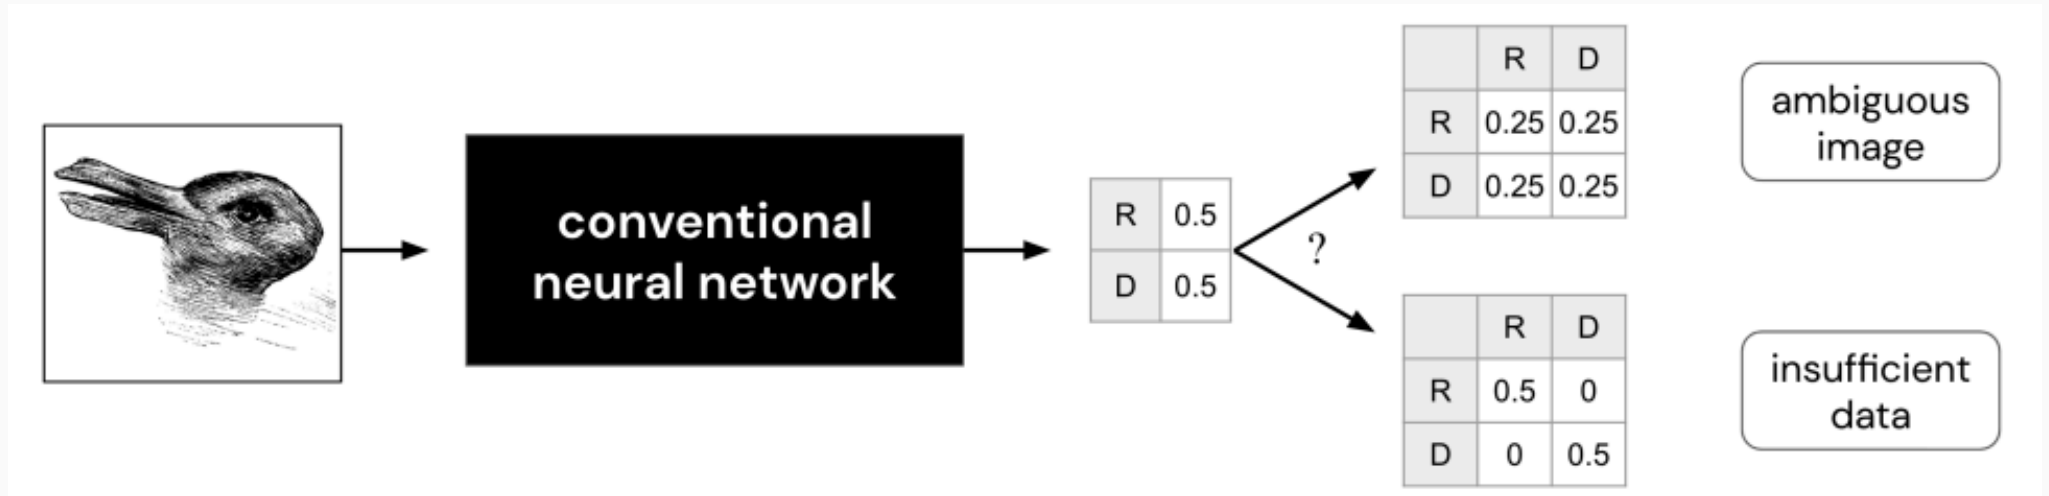 conventional
neural network
R 0.5
D 0.5
?
R D
R 0.25 0.25
D 0.25 0.25
ambiguous
image
R D
R 0.5 0
D 0 0.5
insufficient
data